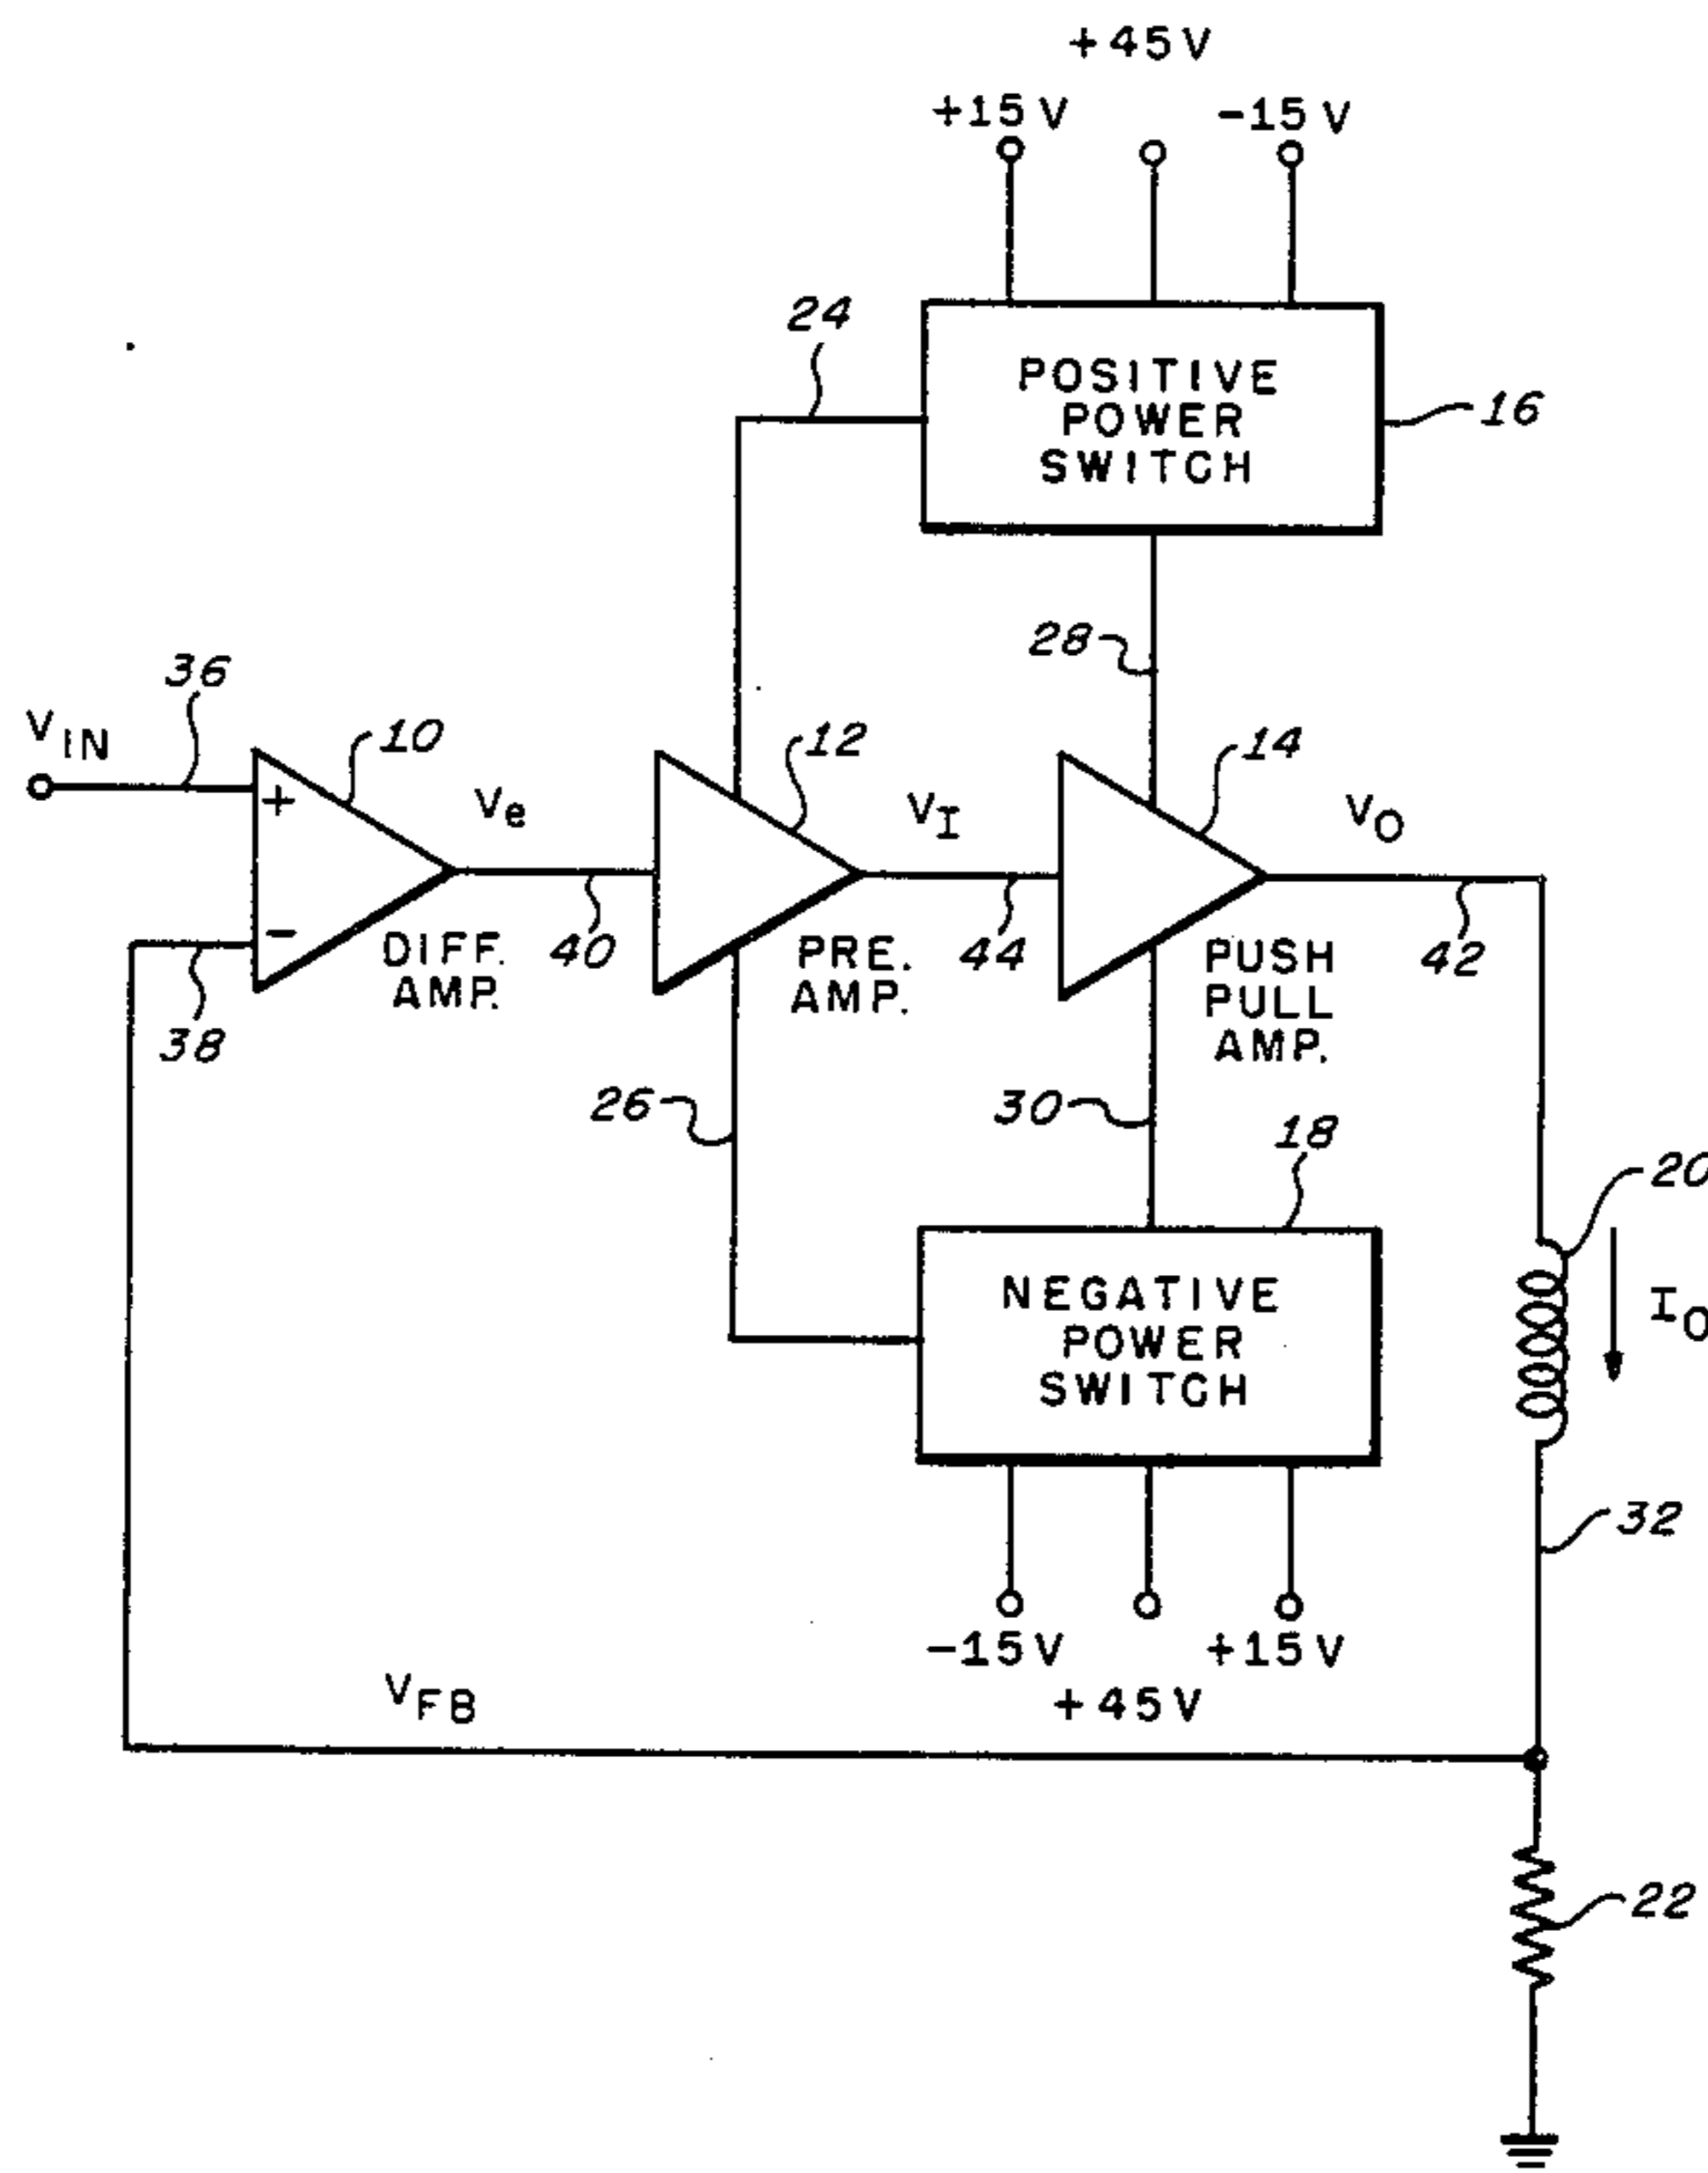 +45V
+15V
-15V
24
POSITIVE
POWER
SWITCH
16
28
36
VIN
10
12
14
+
Ve
VI
VO
-
DIFF.
AMP.
40
PRE.
AMP.
44
PUSH
PULL
AMP.
42
38
26
30
18
20
NEGATIVE
POWER
SWITCH
IO
32
-15V
+15V
+45V
VFB
22